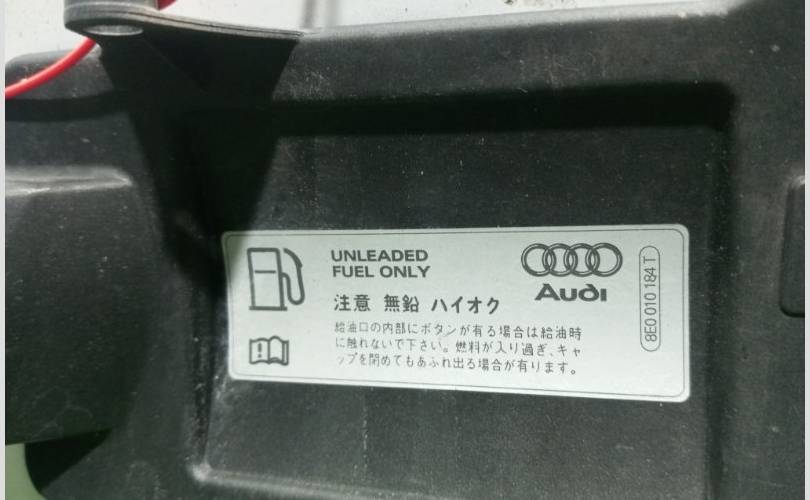 UNLEADED
FUEL ONLY
注意 無鉛 ハイオク
給油口の内部にボタンが有る場合は給油時
に触れないで下さい。燃料が入り過ぎ、キャ
ップを閉めてもあふれ出る場合が有ります。
Audi
8E0 010 184 T